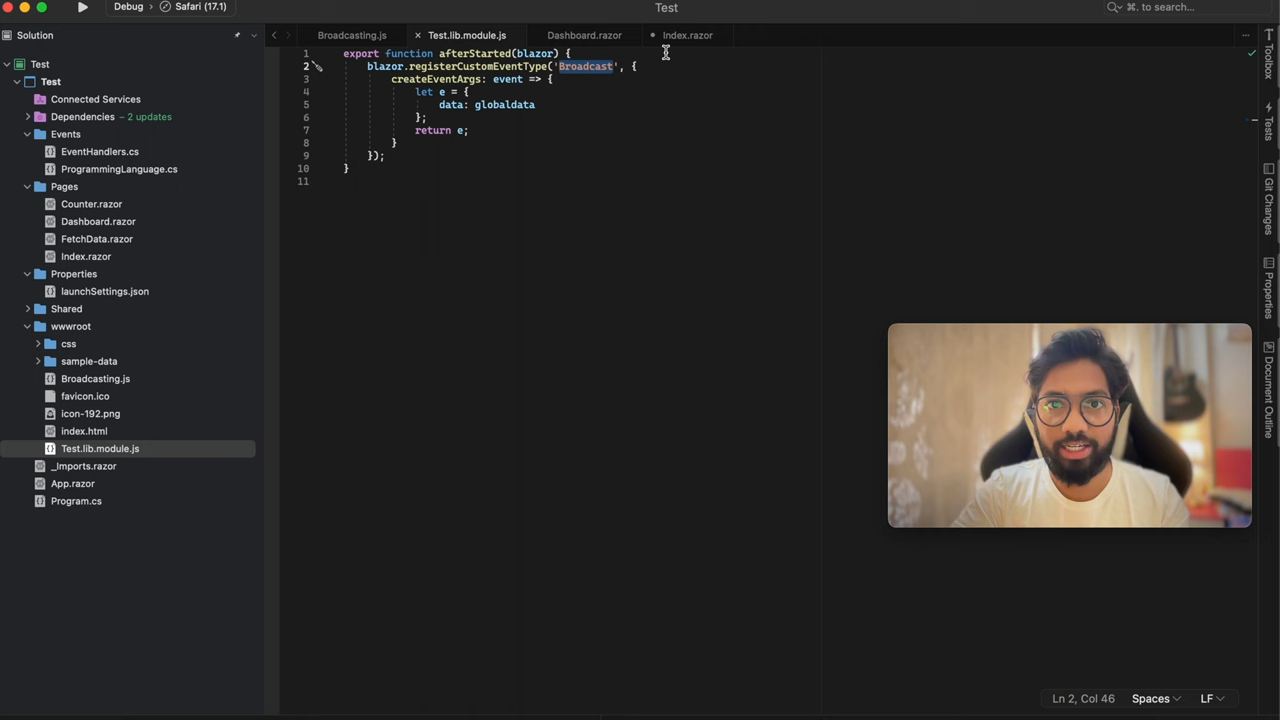 Debug
Safari (17.1)
Test
⌘. to search...
Solution
Broadcasting.js
Test.lib.module.js
Dashboard.razor
Index.razor
Test
Test
Connected Services
Dependencies – 2 updates
Events
EventHandlers.cs
ProgrammingLanguage.cs
Pages
Counter.razor
Dashboard.razor
FetchData.razor
Index.razor
Properties
launchSettings.json
Shared
wwwroot
css
sample-data
Broadcasting.js
favicon.ico
icon-192.png
index.html
Test.lib.module.js
_Imports.razor
App.razor
Program.cs
1 export function afterStarted(blazor) {
2 blazor.registerCustomEventType('Broadcast', {
3 createEventArgs: event => {
4 let e = {
5 data: globaldata
6 };
7 return e;
8 }
9 });
10 }
11
Toolbox
Tests
Git Changes
Properties
Document Outline
Ln 2, Col 46
Spaces
LF